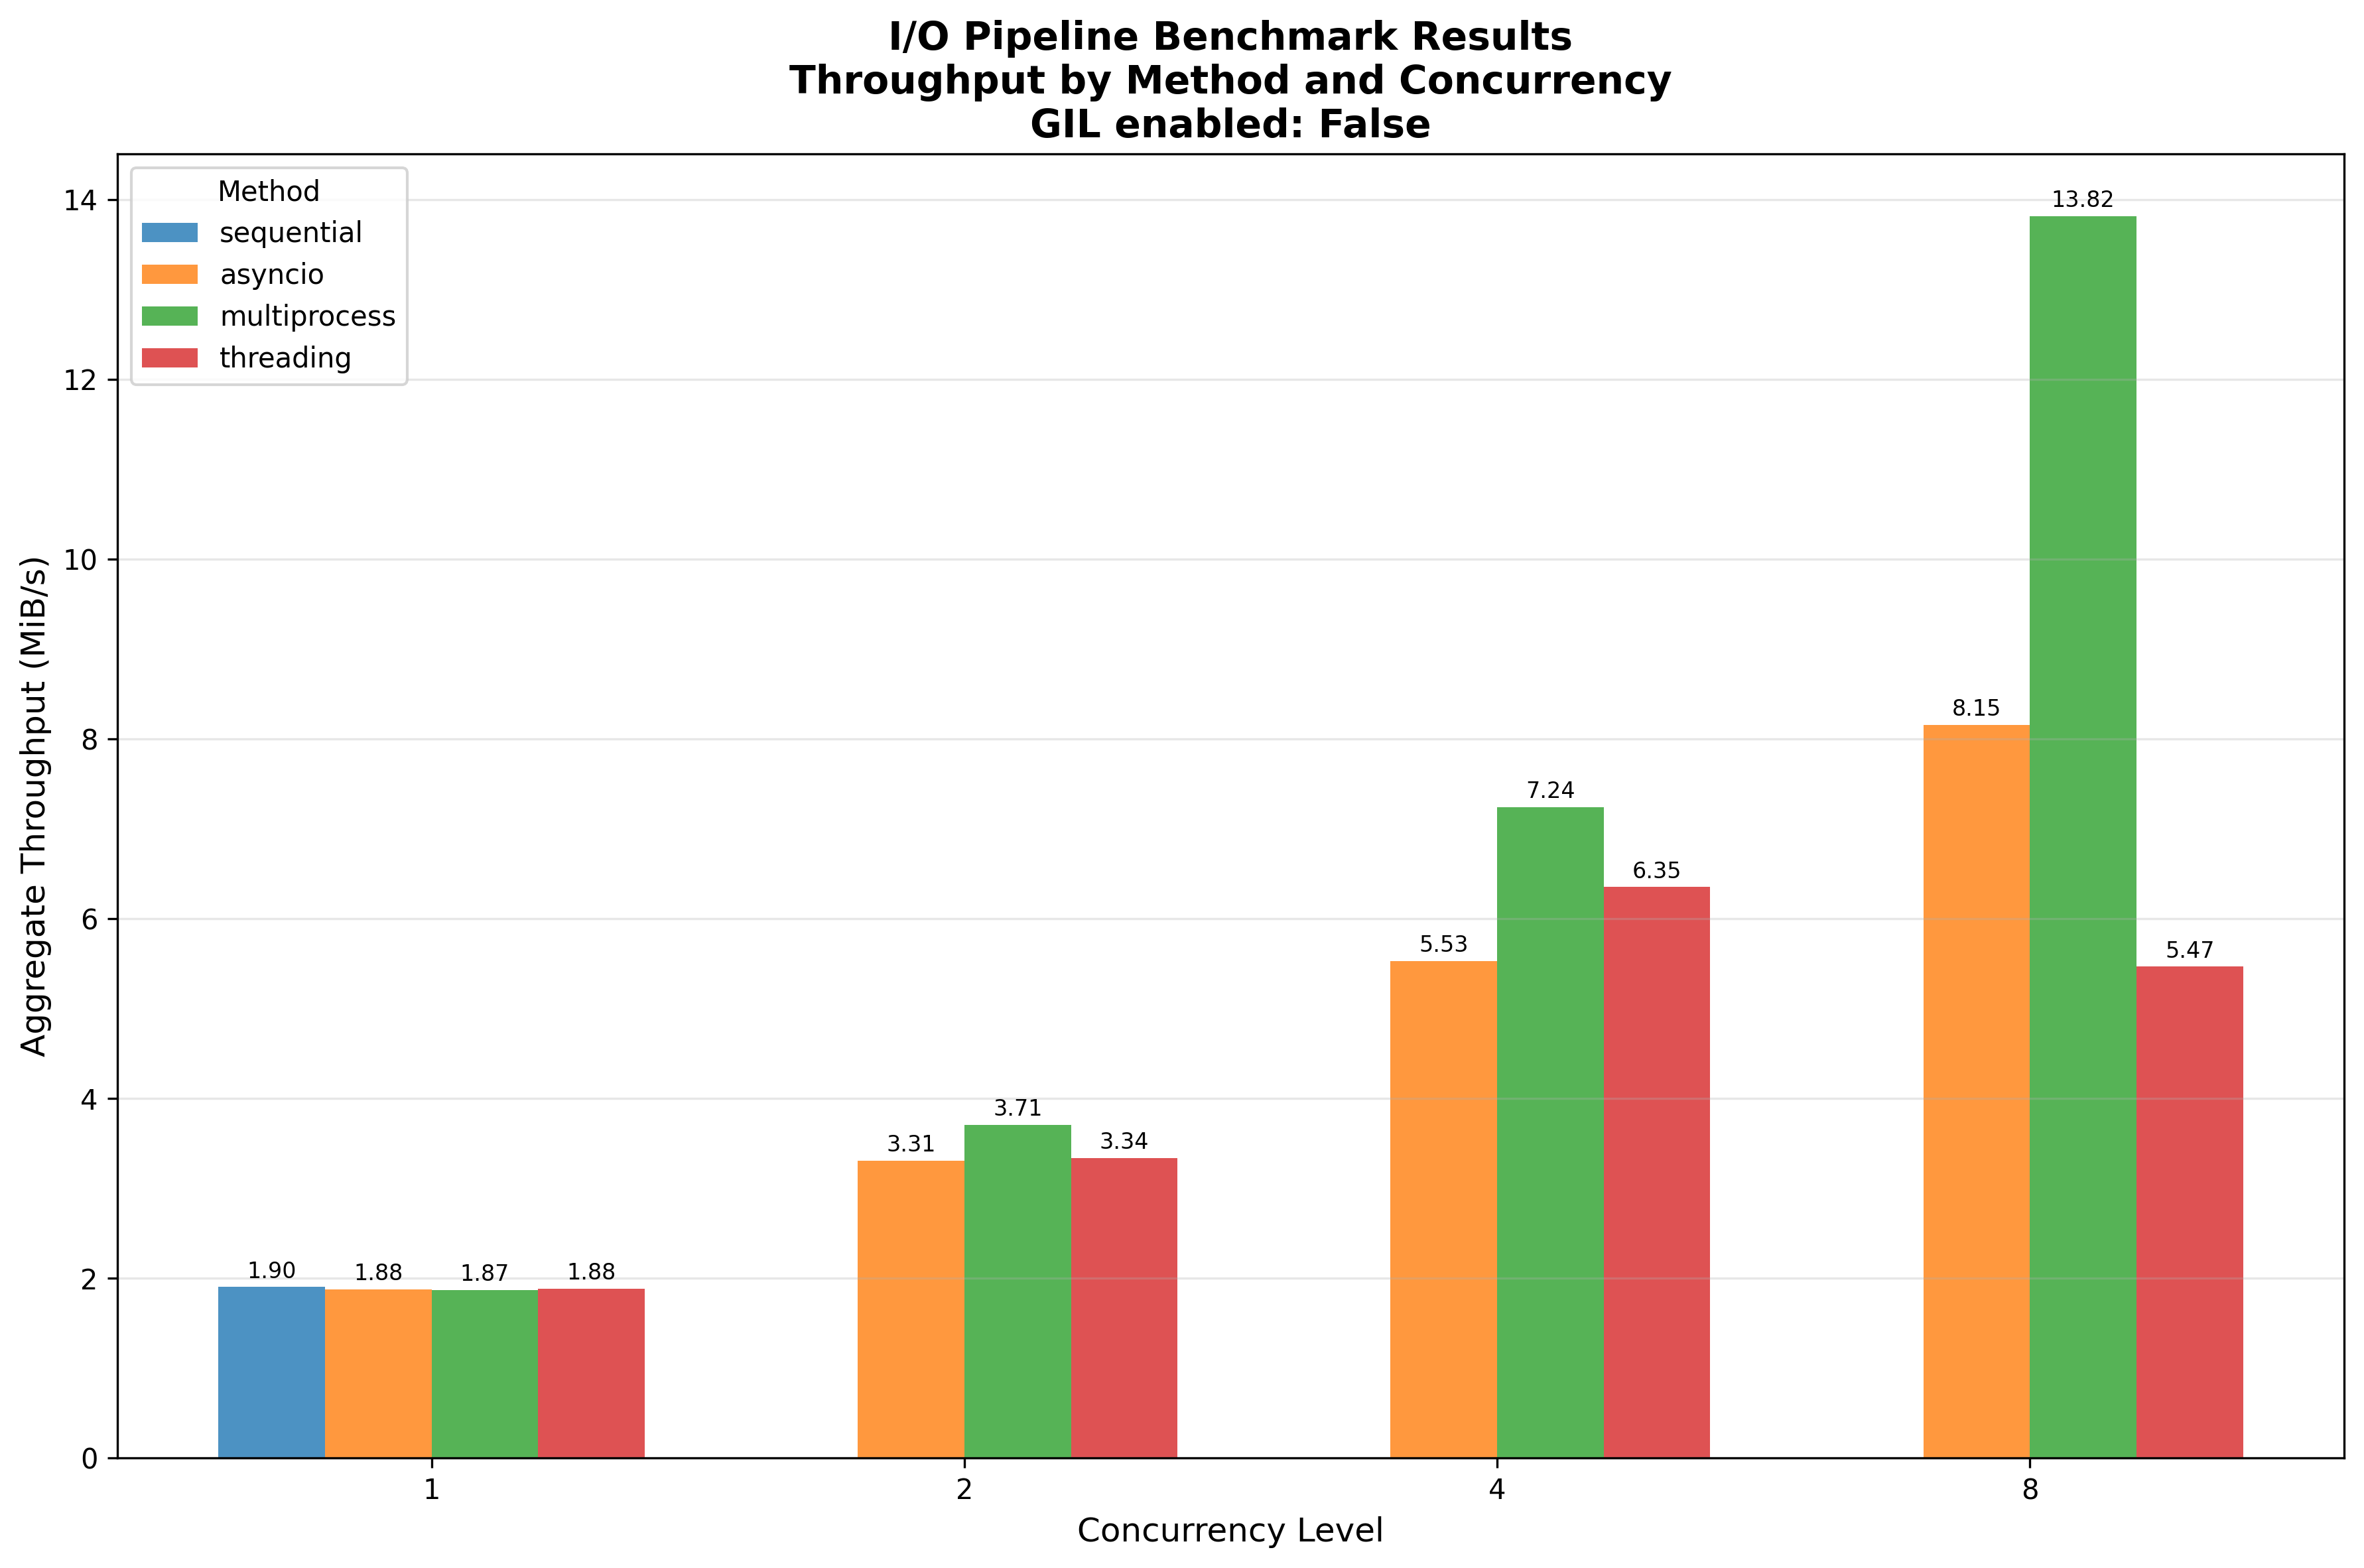 I/O Pipeline Benchmark Results
Throughput by Method and Concurrency
GIL enabled: False
Method
sequential
asyncio
multiprocess
threading
Aggregate Throughput (MiB/s)
14
12
10
8
6
4
2
0
1.90
1.88
1.87
1.88
3.31
3.71
3.34
5.53
7.24
6.35
8.15
13.82
5.47
1
2
4
8
Concurrency Level